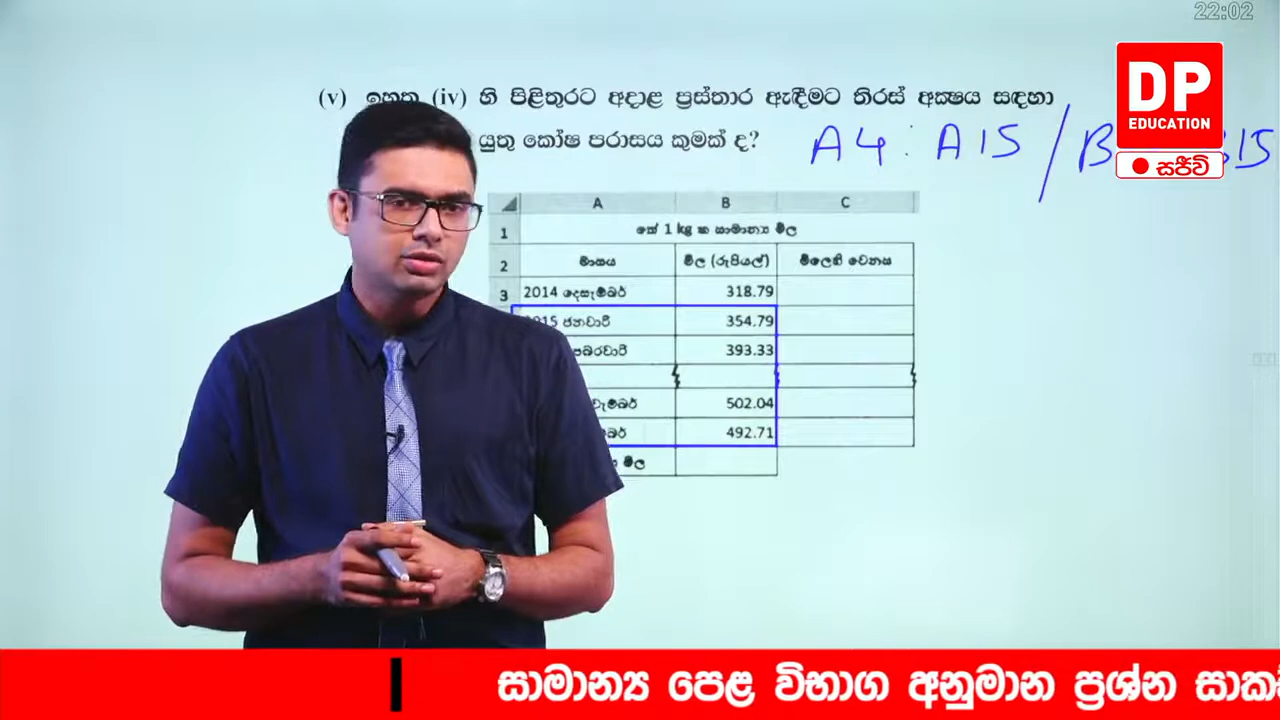 22:02
DP
EDUCATION
සජීවි
(v) ඉහත (iv) හි පිළිතුරට අදාළ ප්‍රස්තාර ඇඳීමට තිරස් අක්ෂය සඳහා
යුතු කෝෂ පරාසය කුමක් ද?
A4 : A15 / B
A B C
1 තේ 1 kg ක සාමාන්‍ය මිල
2 මාසය මිල (රුපියල්) මිලෙහි වෙනස
3 2014 දෙසැම්බර් 318.79
2015 ජනවාරි 354.79
393.33
502.04
492.71
මිල
සාමාන්‍ය පෙළ විභාග අනුමාන ප්‍රශ්න